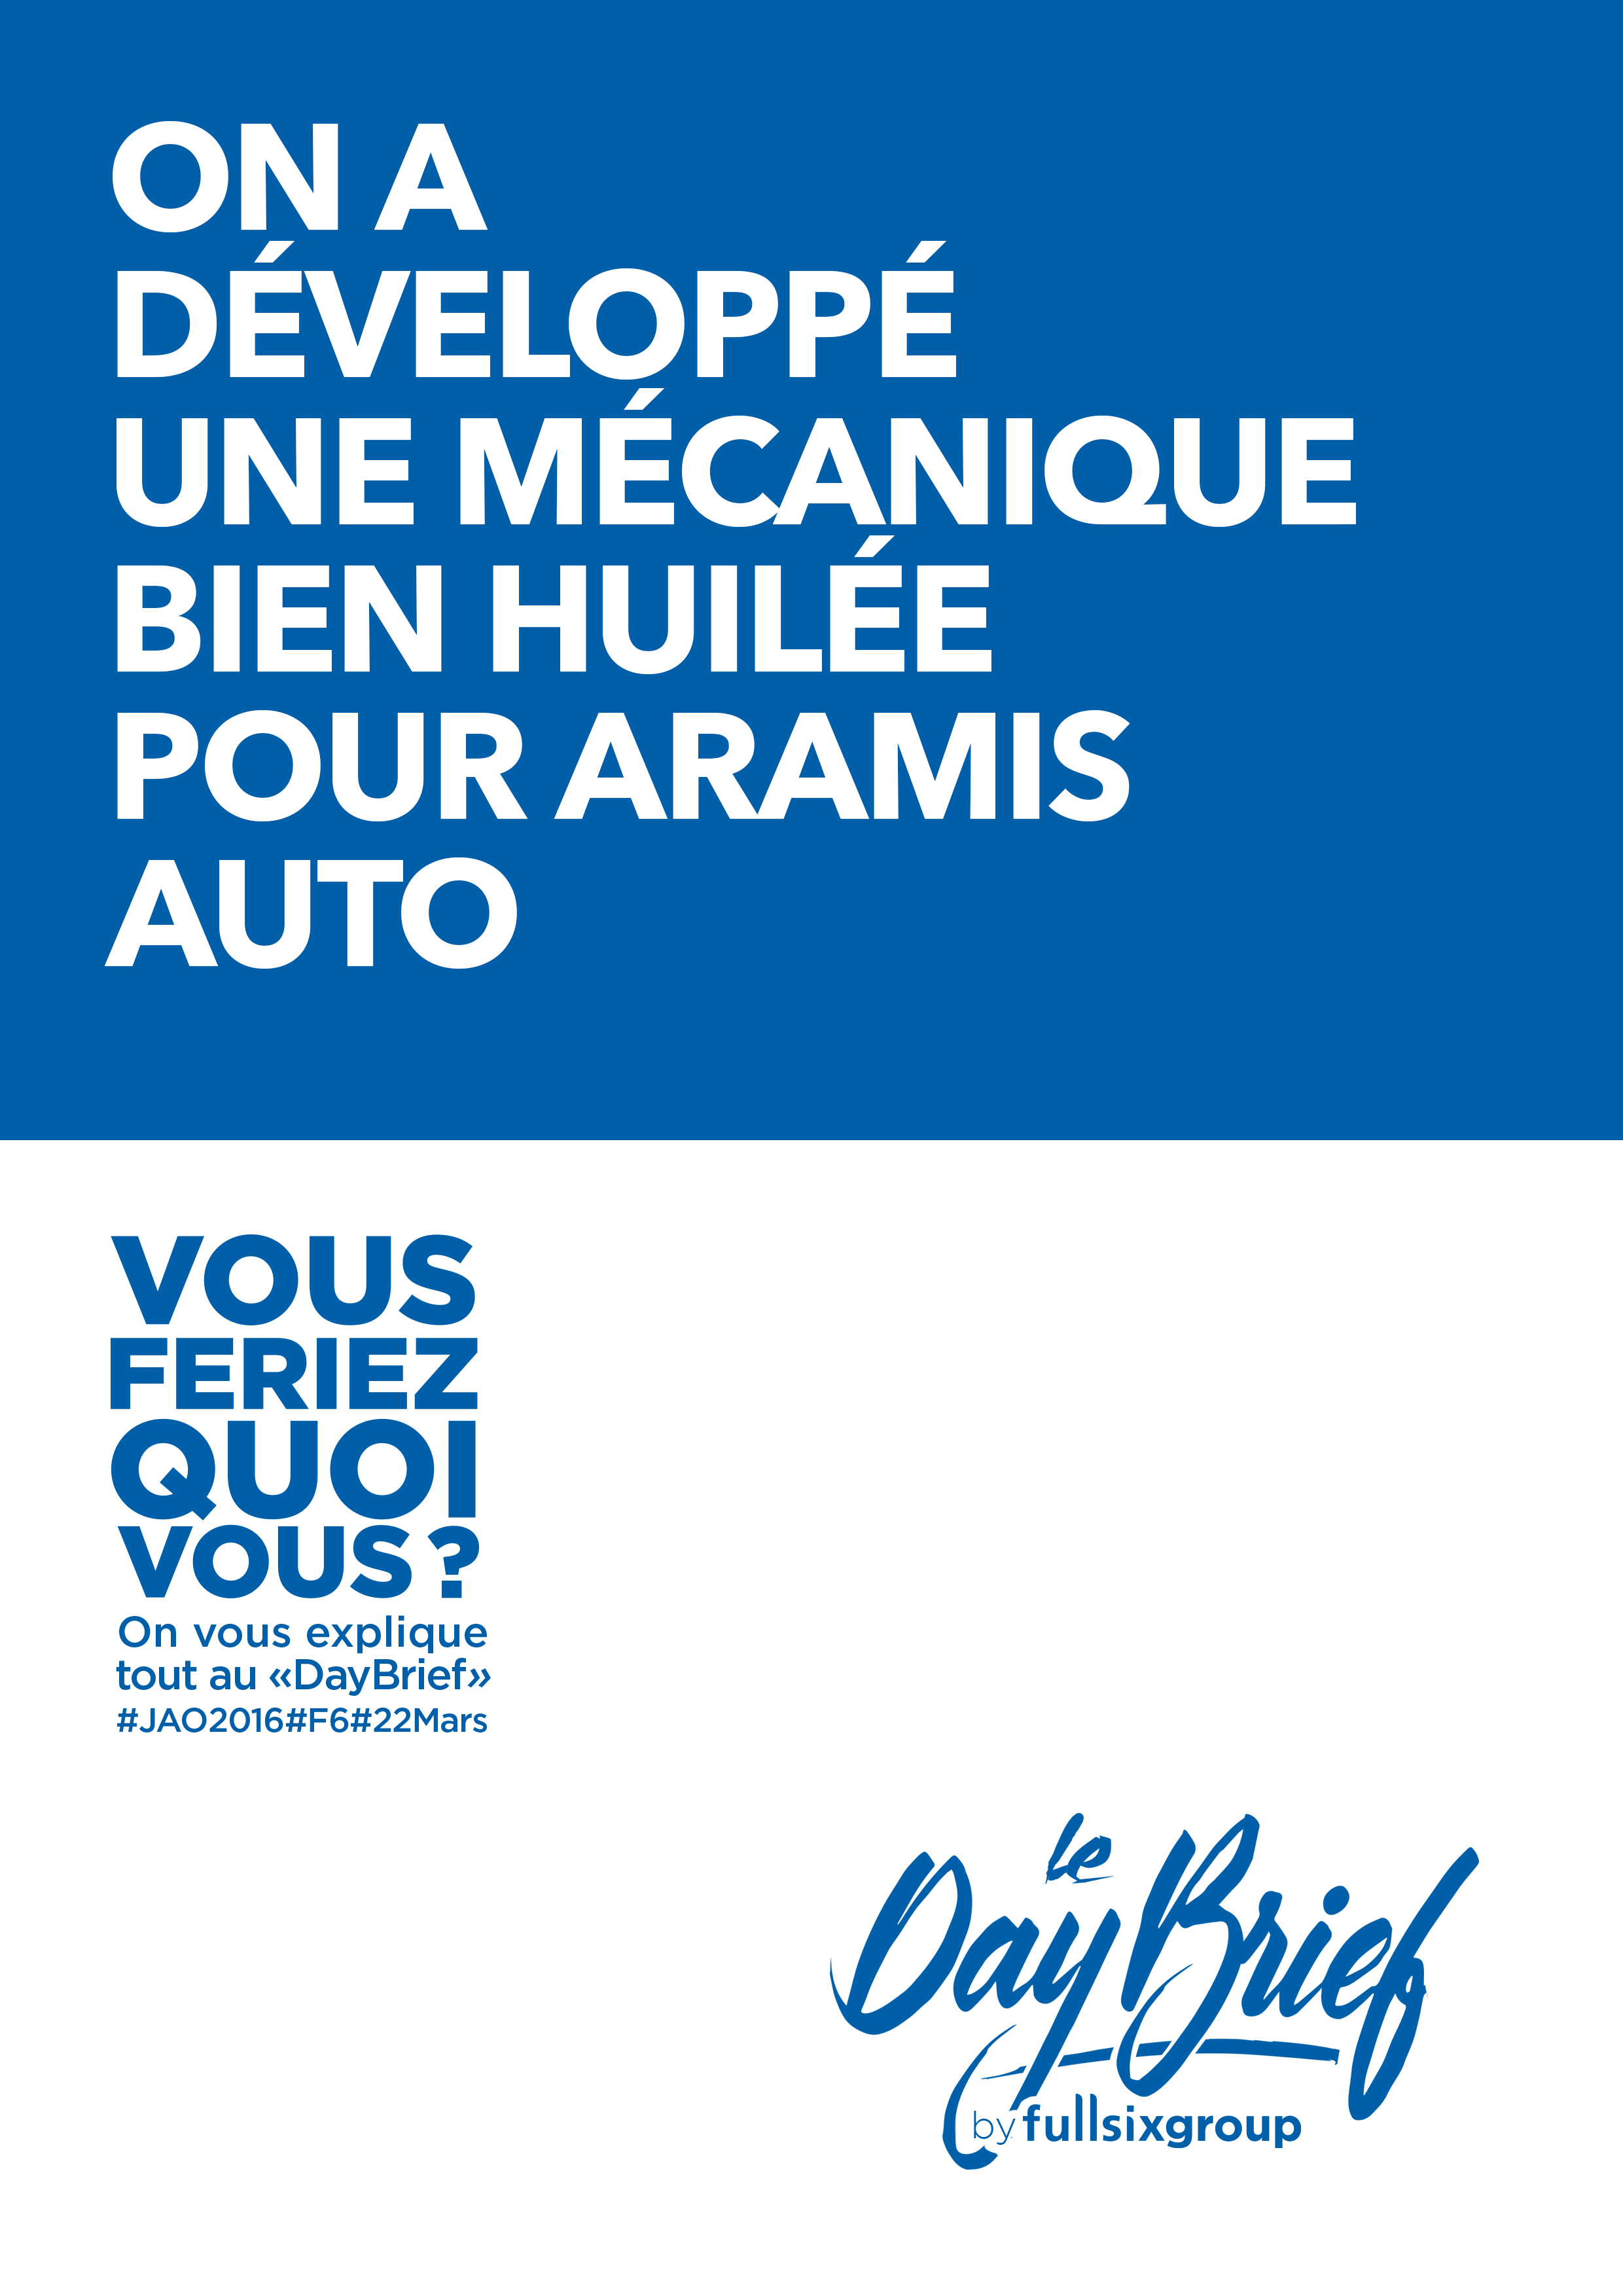 ON A
DÉVELOPPÉ
UNE MÉCANIQUE
BIEN HUILÉE
POUR ARAMIS
AUTO
VOUS
FERIEZ
QUOI
VOUS?
On vous explique
tout au «DayBrief»
#JAO2016#F6#22Mars
le
DayBrief
by fullsixgroup